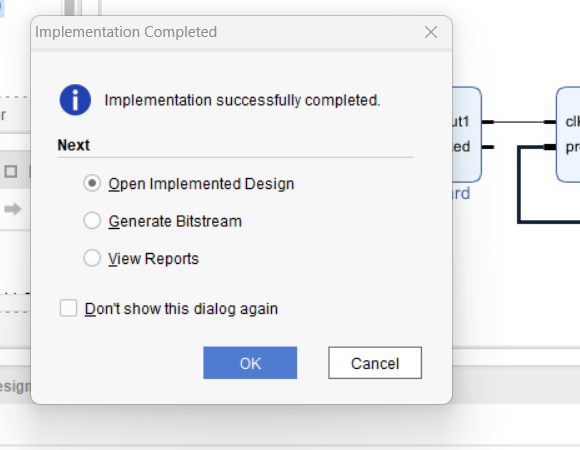 Implementation Completed
Implementation successfully completed.
Next
Open Implemented Design
Generate Bitstream
View Reports
Don't show this dialog again
OK
Cancel